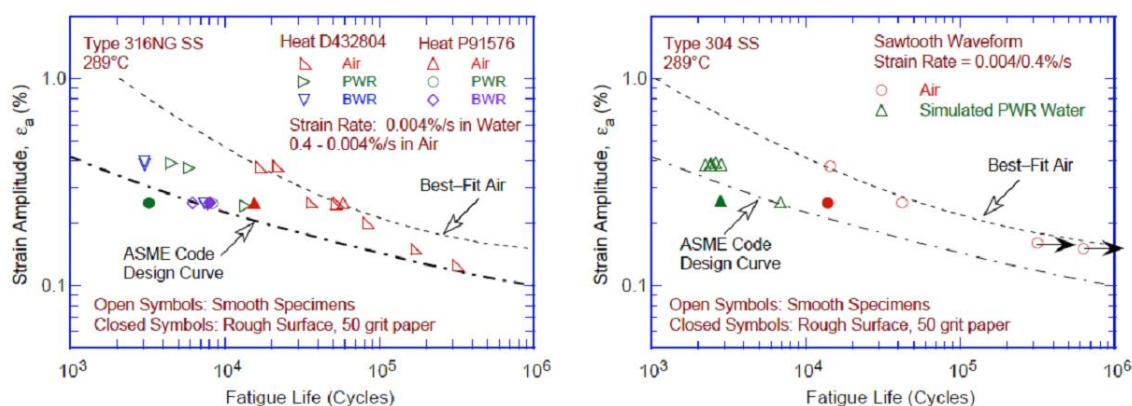 Type 316NG SS
289°C
Heat D432804 Heat P91576
Air Air
PWR PWR
BWR BWR
Strain Rate: 0.004%/s in Water
0.4 - 0.004%/s in Air
Best–Fit Air
ASME Code
Design Curve
Open Symbols: Smooth Specimens
Closed Symbols: Rough Surface, 50 grit paper
Strain Amplitude, εa (%)
1.0
0.1
10³ 10⁴ 10⁵ 10⁶
Fatigue Life (Cycles)
Type 304 SS
289°C
Sawtooth Waveform
Strain Rate = 0.004/0.4%/s
Air
Simulated PWR Water
Best–Fit Air
ASME Code
Design Curve
Open Symbols: Smooth Specimens
Closed Symbols: Rough Surface, 50 grit paper
Strain Amplitude, εa (%)
1.0
0.1
10³ 10⁴ 10⁵ 10⁶
Fatigue Life (Cycles)